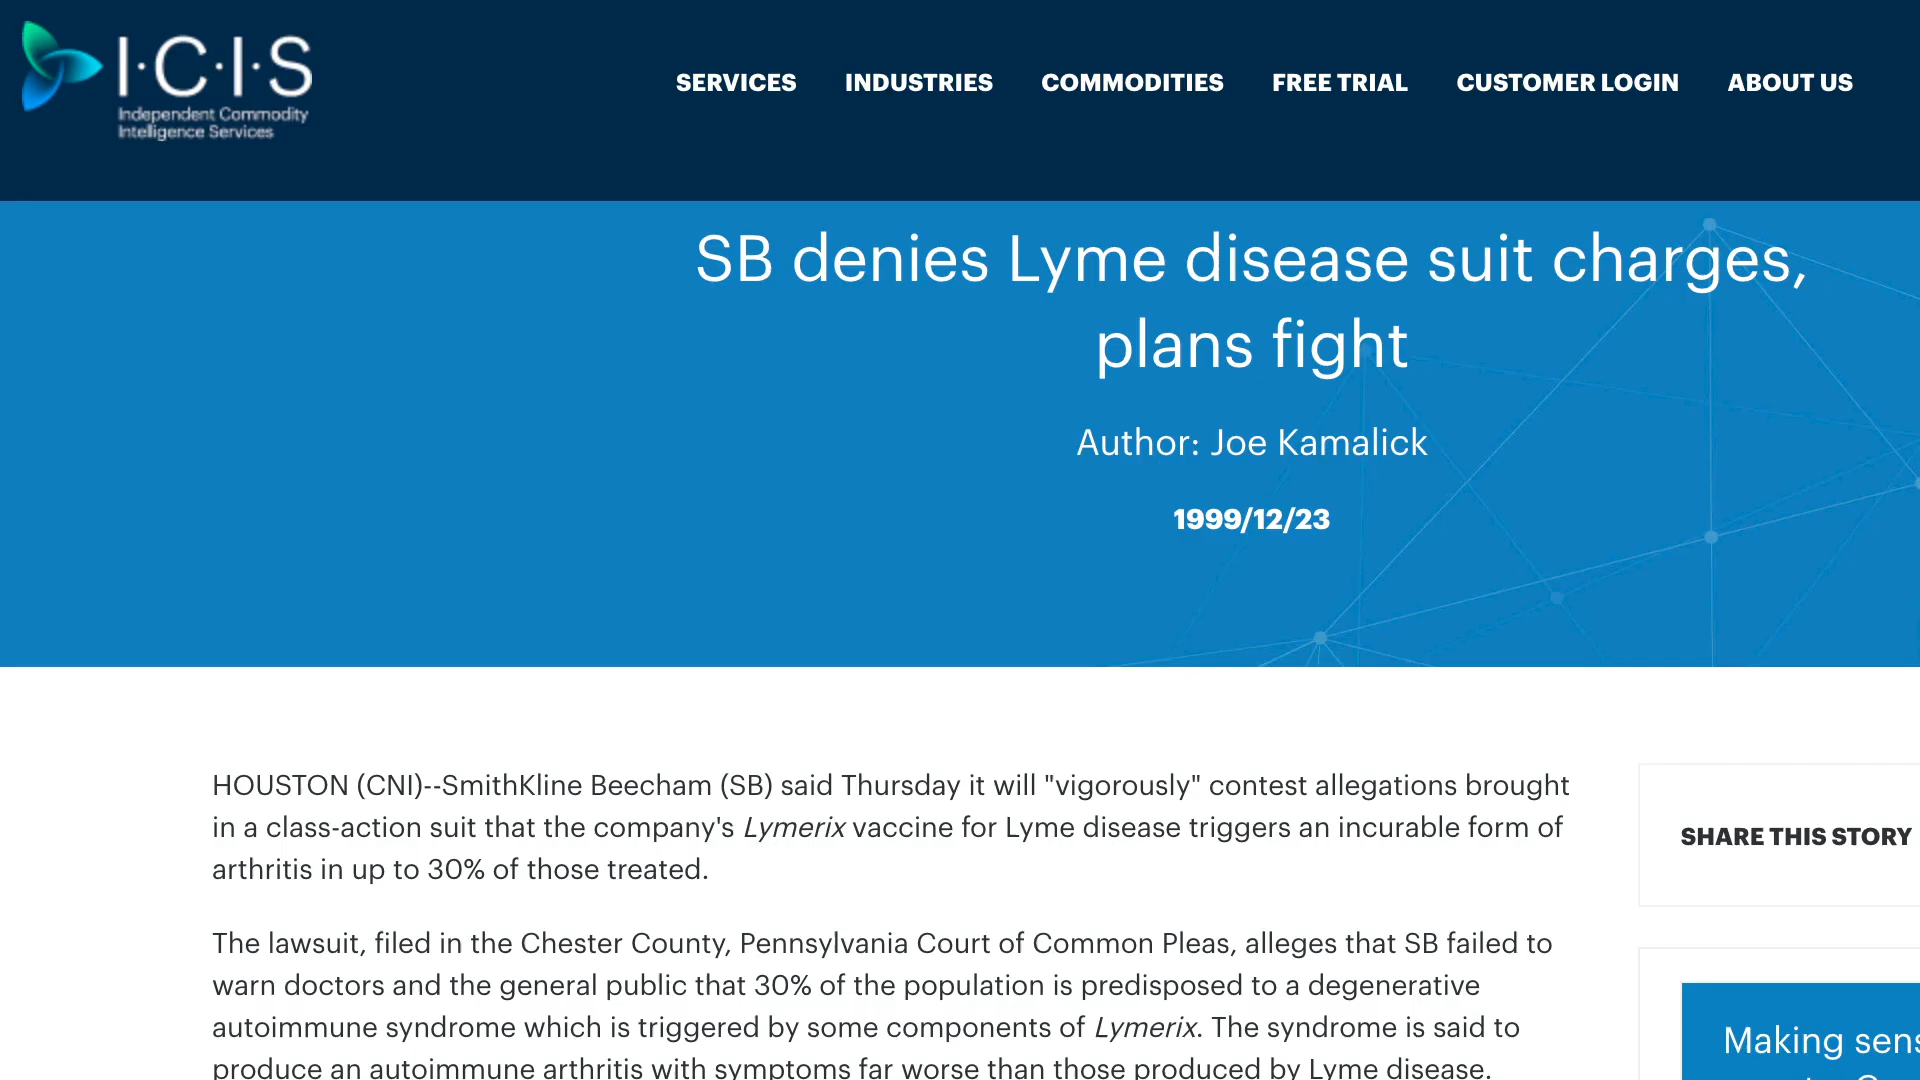 I·C·I·S
Independent Commodity
Intelligence Services
SERVICES
INDUSTRIES
COMMODITIES
FREE TRIAL
CUSTOMER LOGIN
ABOUT US
SB denies Lyme disease suit charges,
plans fight
Author: Joe Kamalick
1999/12/23
HOUSTON (CNI)--SmithKline Beecham (SB) said Thursday it will "vigorously" contest allegations brought
in a class-action suit that the company's Lymerix vaccine for Lyme disease triggers an incurable form of
arthritis in up to 30% of those treated.
The lawsuit, filed in the Chester County, Pennsylvania Court of Common Pleas, alleges that SB failed to
warn doctors and the general public that 30% of the population is predisposed to a degenerative
autoimmune syndrome which is triggered by some components of Lymerix. The syndrome is said to
produce an autoimmune arthritis with symptoms far worse than those produced by Lyme disease.
SHARE THIS STORY
Making sens